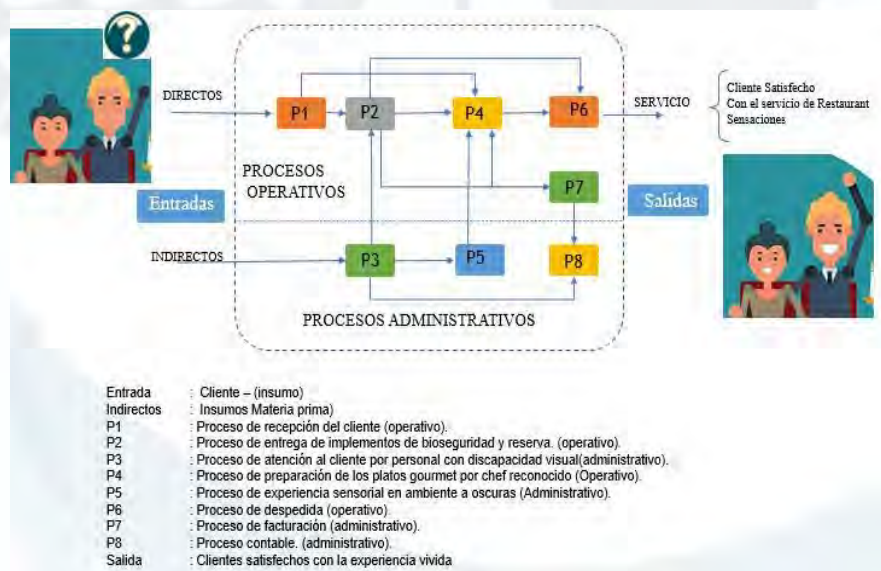 ?
DIRECTOS
P1
P2
P4
P6
SERVICIO
Cliente Satisfecho
Con el servicio de Restaurant
Sensaciones
PROCESOS
OPERATIVOS
P7
Entradas
Salidas
INDIRECTOS
P3
P5
P8
PROCESOS ADMINISTRATIVOS
Entrada : Cliente – (insumo)
Indirectos : Insumos Materia prima)
P1 : Proceso de recepción del cliente (operativo).
P2 : Proceso de entrega de implementos de bioseguridad y reserva. (operativo).
P3 : Proceso de atención al cliente por personal con discapacidad visual(administrativo).
P4 : Proceso de preparación de los platos gourmet por chef reconocido (Operativo).
P5 : Proceso de experiencia sensorial en ambiente a oscuras (Administrativo).
P6 : Proceso de despedida (operativo).
P7 : Proceso de facturación (administrativo).
P8 : Proceso contable. (administrativo).
Salida : Clientes satisfechos con la experiencia vivida